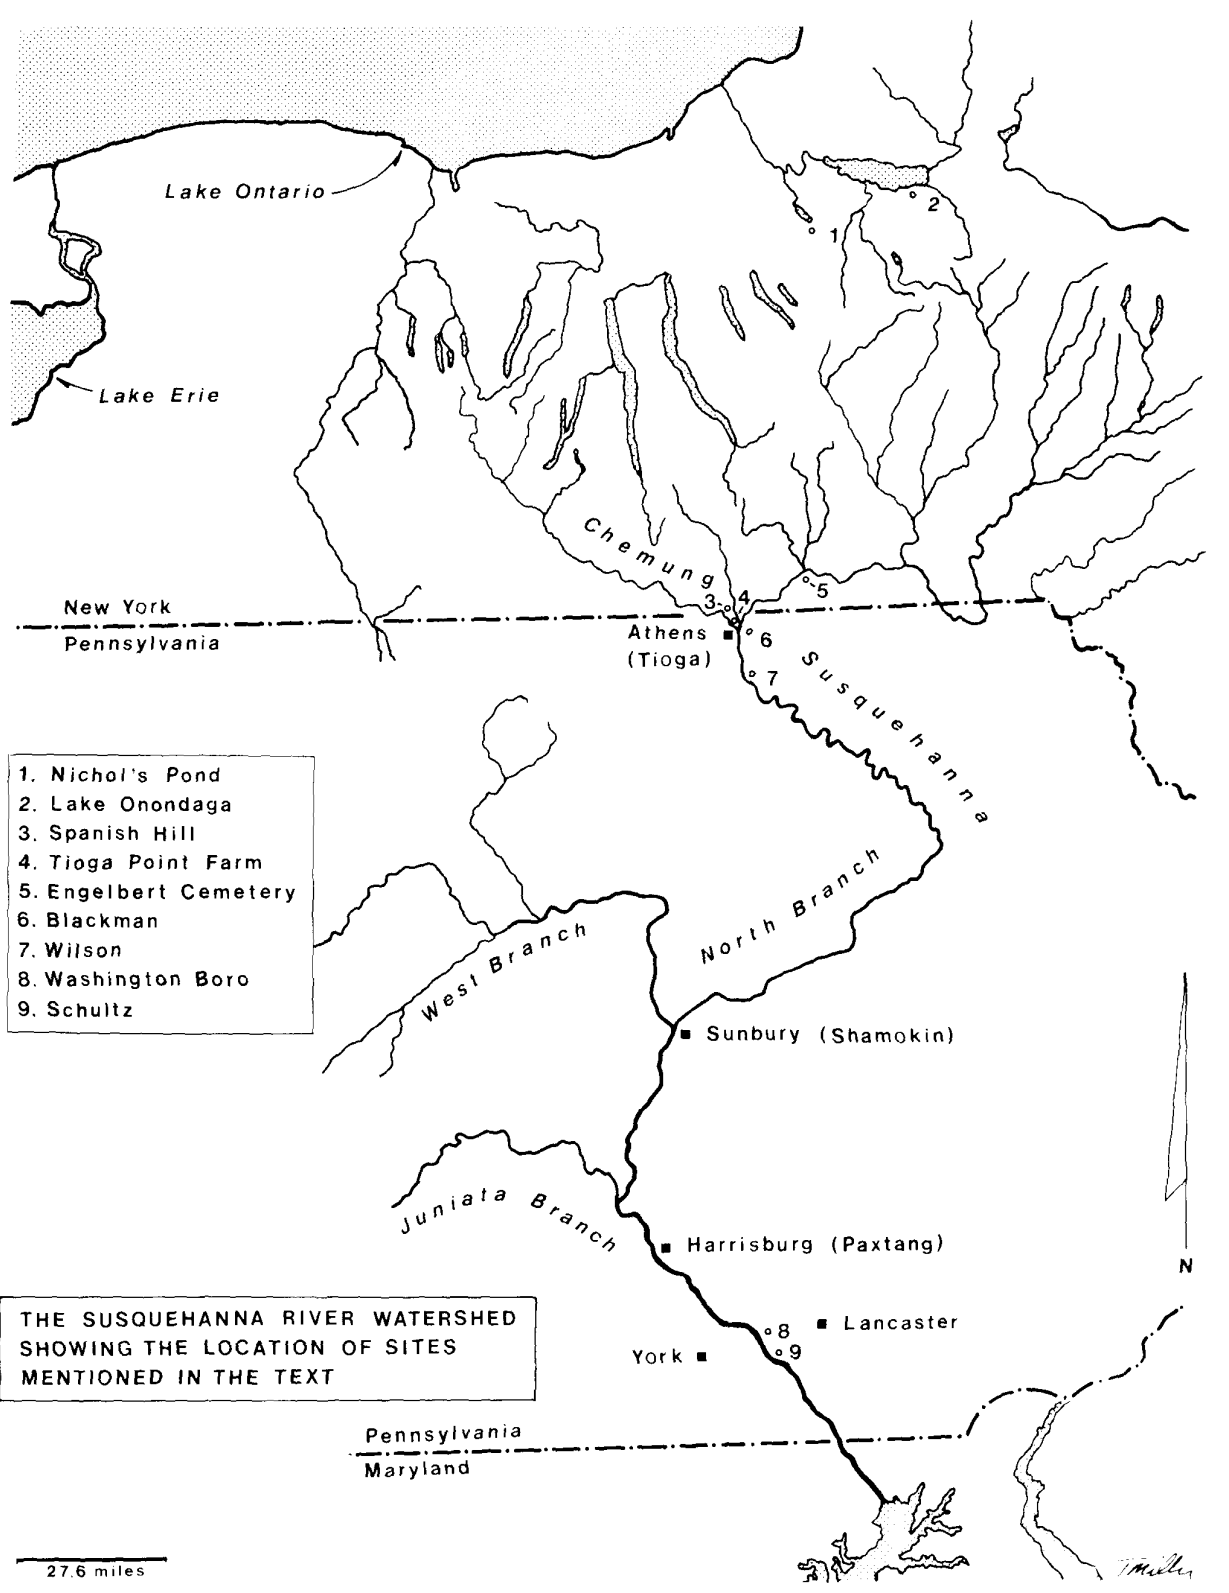 Lake Ontario
2
1
Lake Erie
Chemung
New York
Pennsylvania
3
4
5
Athens
(Tioga)
6
7
Susquehanna
1. Nichol's Pond
2. Lake Onondaga
3. Spanish Hill
4. Tioga Point Farm
5. Engelbert Cemetery
6. Blackman
7. Wilson
8. Washington Boro
9. Schultz
North Branch
West Branch
Sunbury (Shamokin)
Juniata Branch
Harrisburg (Paxtang)
N
THE SUSQUEHANNA RIVER WATERSHED
SHOWING THE LOCATION OF SITES
MENTIONED IN THE TEXT
8
Lancaster
York
9
Pennsylvania
Maryland
27.6 miles